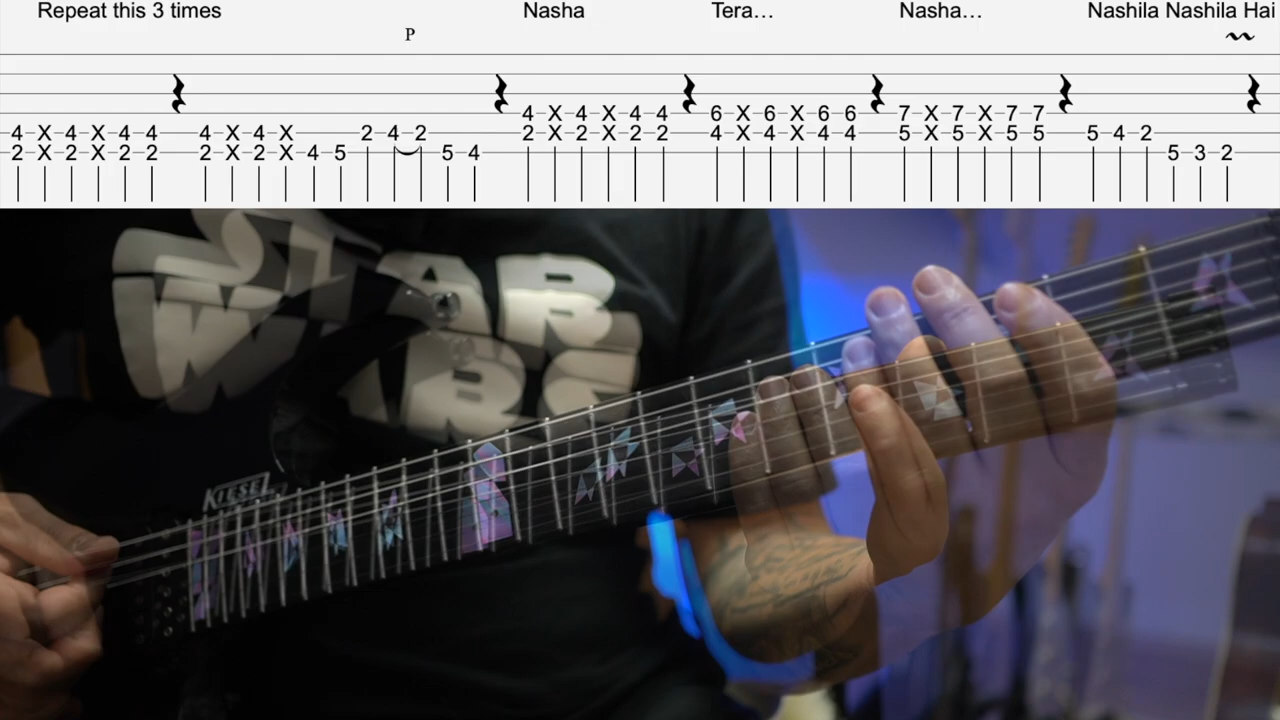 Repeat this 3 times Nasha Tera… Nasha… Nashila Nashila Hai
P
4 X 4 X 4 4 6 X 6 X 6 6 7 X 7 X 7 7
4 X 4 X 4 4 4 X 4 X 2 4 2 2 X 2 X 2 2 4 X 4 X 4 4 5 X 5 X 5 5 5 4 2
2 X 2 X 2 2 2 X 2 X 4 5 5 4 5 3 2
STAR
WARS
KIESEL